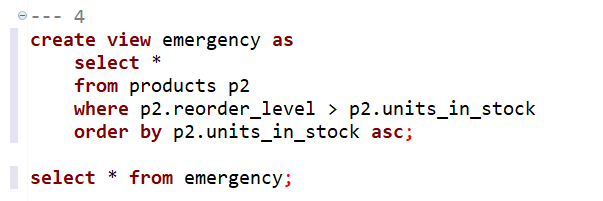 --- 4
create view emergency as
select *
from products p2
where p2.reorder_level > p2.units_in_stock
order by p2.units_in_stock asc;
select * from emergency;